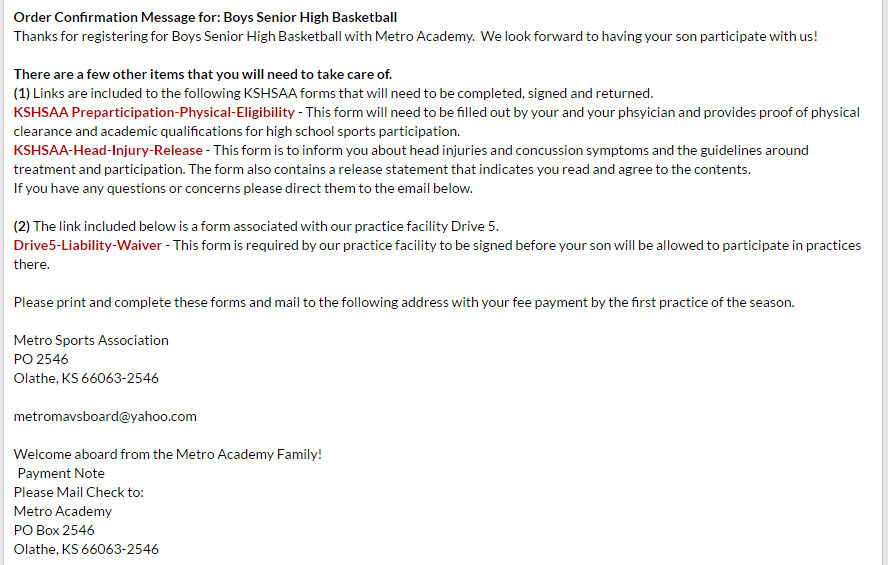 Order Confirmation Message for: Boys Senior High Basketball
Thanks for registering for Boys Senior High Basketball with Metro Academy.  We look forward to having your son participate with us!
There are a few other items that you will need to take care of.
(1) Links are included to the following KSHSAA forms that will need to be completed, signed and returned.
KSHSAA Preparticipation-Physical-Eligibility - This form will need to be filled out by your and your phsyician and provides proof of physical
clearance and academic qualifications for high school sports participation.
KSHSAA-Head-Injury-Release - This form is to inform you about head injuries and concussion symptoms and the guidelines around
treatment and participation. The form also contains a release statement that indicates you read and agree to the contents.
If you have any questions or concerns please direct them to the email below.
(2) The link included below is a form associated with our practice facility Drive 5.
Drive5-Liability-Waiver - This form is required by our practice facility to be signed before your son will be allowed to participate in practices
there.
Please print and complete these forms and mail to the following address with your fee payment by the first practice of the season.
Metro Sports Association
PO 2546
Olathe, KS 66063-2546
metromavsboard@yahoo.com
Welcome aboard from the Metro Academy Family!
Payment Note
Please Mail Check to:
Metro Academy
PO Box 2546
Olathe, KS 66063-2546